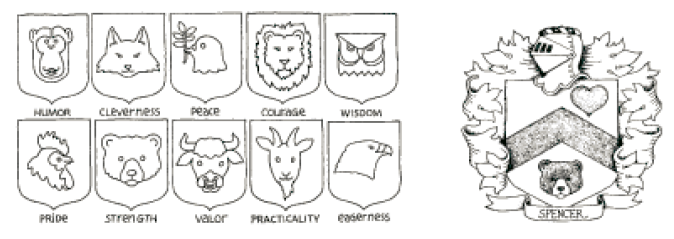 HUMOR CLEVERNESS PEACE COURAGE WISDOM
PRIDE STRENGTH VALOR PRACTICALITY EAGERNESS
SPENCER